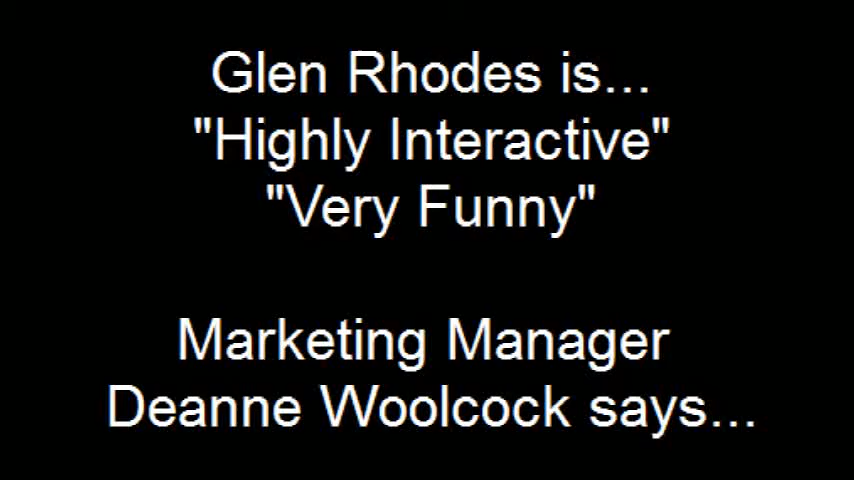 Glen Rhodes is...
"Highly Interactive"
"Very Funny"
Marketing Manager
Deanne Woolcock says...